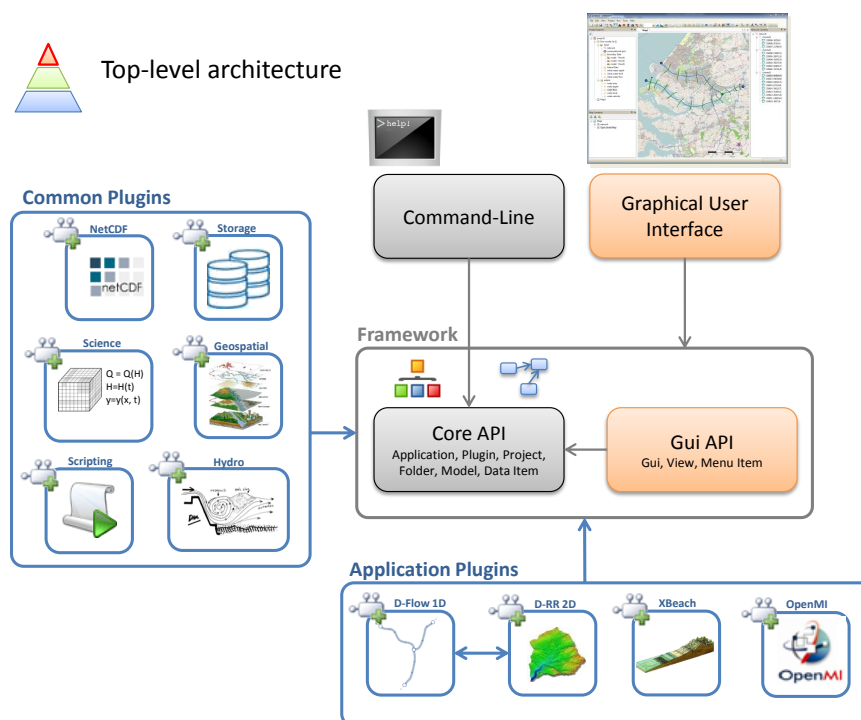 Top-level architecture
>help!
Common Plugins
NetCDF
Storage
netCDF
Command-Line
Graphical User
Interface
Science
Geospatial
Q = Q(H)
H=H(t)
y=y(x, t)
Framework
Scripting
Hydro
Core API
Application, Plugin, Project,
Folder, Model, Data Item
Gui API
Gui, View, Menu Item
Application Plugins
D-Flow 1D
D-RR 2D
XBeach
OpenMI
OpenMI